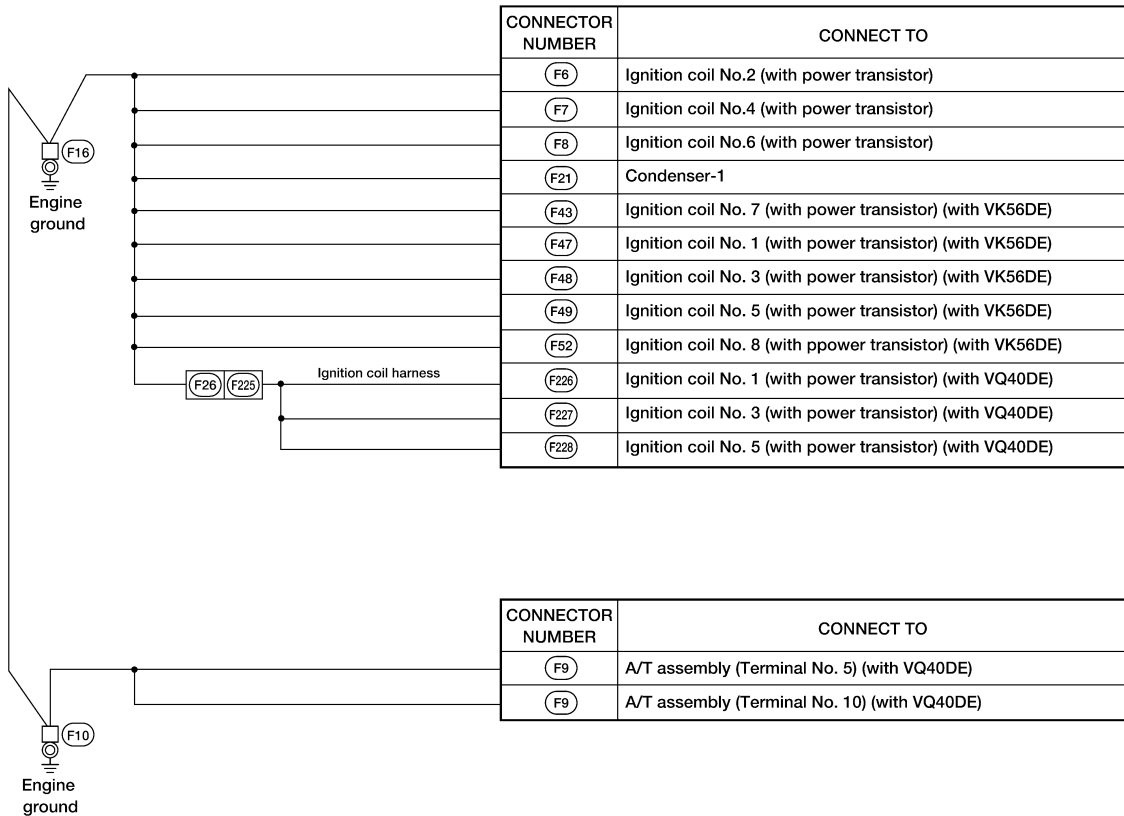 CONNECTOR
NUMBER
CONNECT TO
F6 Ignition coil No.2 (with power transistor)
F7 Ignition coil No.4 (with power transistor)
F8 Ignition coil No.6 (with power transistor)
F16
F21 Condenser-1
Engine
ground
F43 Ignition coil No. 7 (with power transistor) (with VK56DE)
F47 Ignition coil No. 1 (with power transistor) (with VK56DE)
F48 Ignition coil No. 3 (with power transistor) (with VK56DE)
F49 Ignition coil No. 5 (with power transistor) (with VK56DE)
F52 Ignition coil No. 8 (with ppower transistor) (with VK56DE)
F26 F225 Ignition coil harness
F226 Ignition coil No. 1 (with power transistor) (with VQ40DE)
F227 Ignition coil No. 3 (with power transistor) (with VQ40DE)
F228 Ignition coil No. 5 (with power transistor) (with VQ40DE)
CONNECTOR
NUMBER
CONNECT TO
F9 A/T assembly (Terminal No. 5) (with VQ40DE)
F9 A/T assembly (Terminal No. 10) (with VQ40DE)
F10
Engine
ground